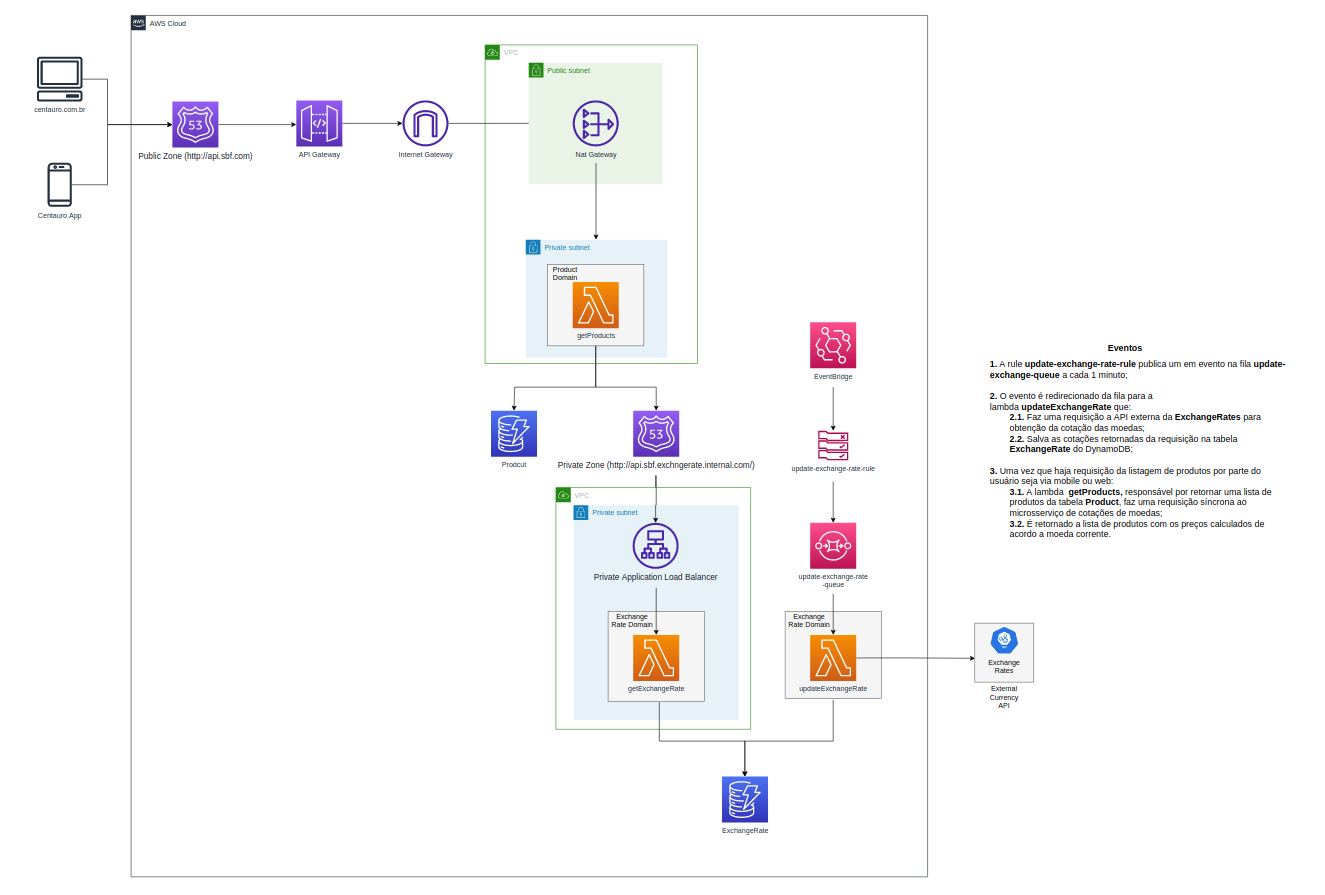 aws
AWS Cloud
VPC
Public subnet
centauro.com.br
53
Public Zone (http://api.sbf.com)
API Gateway
Internet Gateway
Nat Gateway
Centauro App
Private subnet
Product
Domain
getProducts
EventBridge
Prodcut
53
Private Zone (http://api.sbf.exchngerate.internal.com/)
update-exchange-rate-rule
VPC
Private subnet
Private Application Load Balancer
update-exchange-rate
-queue
Exchange
Rate Domain
getExchangeRate
Exchange
Rate Domain
updateExchangeRate
Exchange
Rates
External
Currency
API
ExchangeRate
Eventos
1. A rule update-exchange-rate-rule publica um em evento na fila update-
exchange-queue a cada 1 minuto;
2. O evento é redirecionado da fila para a
lambda updateExchangeRate que:
2.1. Faz uma requisição a API externa da ExchangeRates para
obtenção da cotação das moedas;
2.2. Salva as cotações retornadas da requisição na tabela
ExchangeRate do DynamoDB;
3. Uma vez que haja requisição da listagem de produtos por parte do
usuário seja via mobile ou web:
3.1. A lambda getProducts, responsável por retornar uma lista de
produtos da tabela Product, faz uma requisição síncrona ao
microserviço de cotações de moedas;
3.2. É retornado a lista de produtos com os preços calculados de
acordo a moeda corrente.